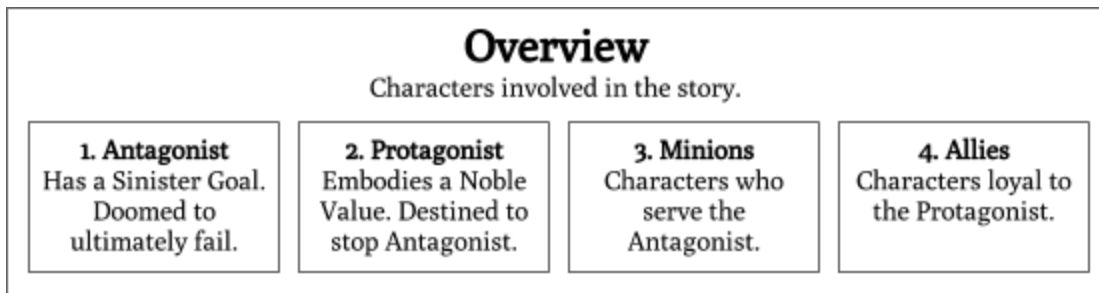 Overview
Characters involved in the story.
1. Antagonist
Has a Sinister Goal.
Doomed to
ultimately fail.
2. Protagonist
Embodies a Noble
Value. Destined to
stop Antagonist.
3. Minions
Characters who
serve the
Antagonist.
4. Allies
Characters loyal to
the Protagonist.